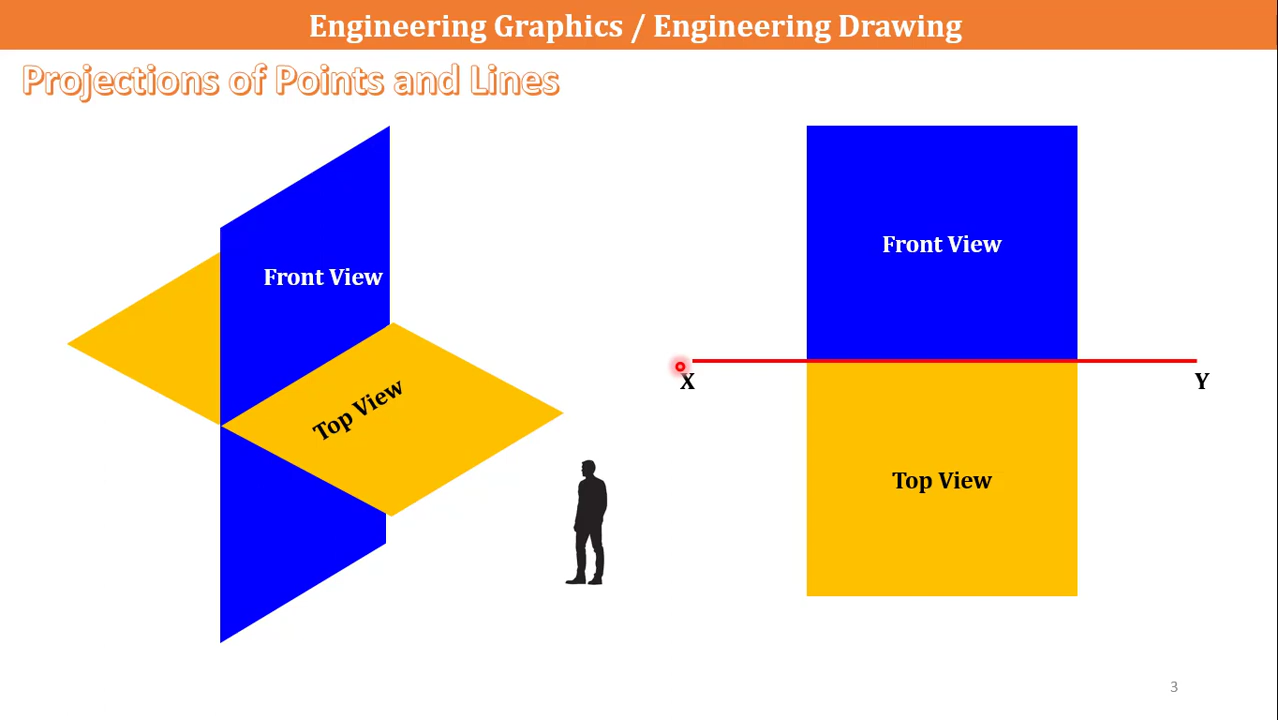 Engineering Graphics / Engineering Drawing
Projections of Points and Lines
Front View
Top View
Front View
X
Y
Top View
3